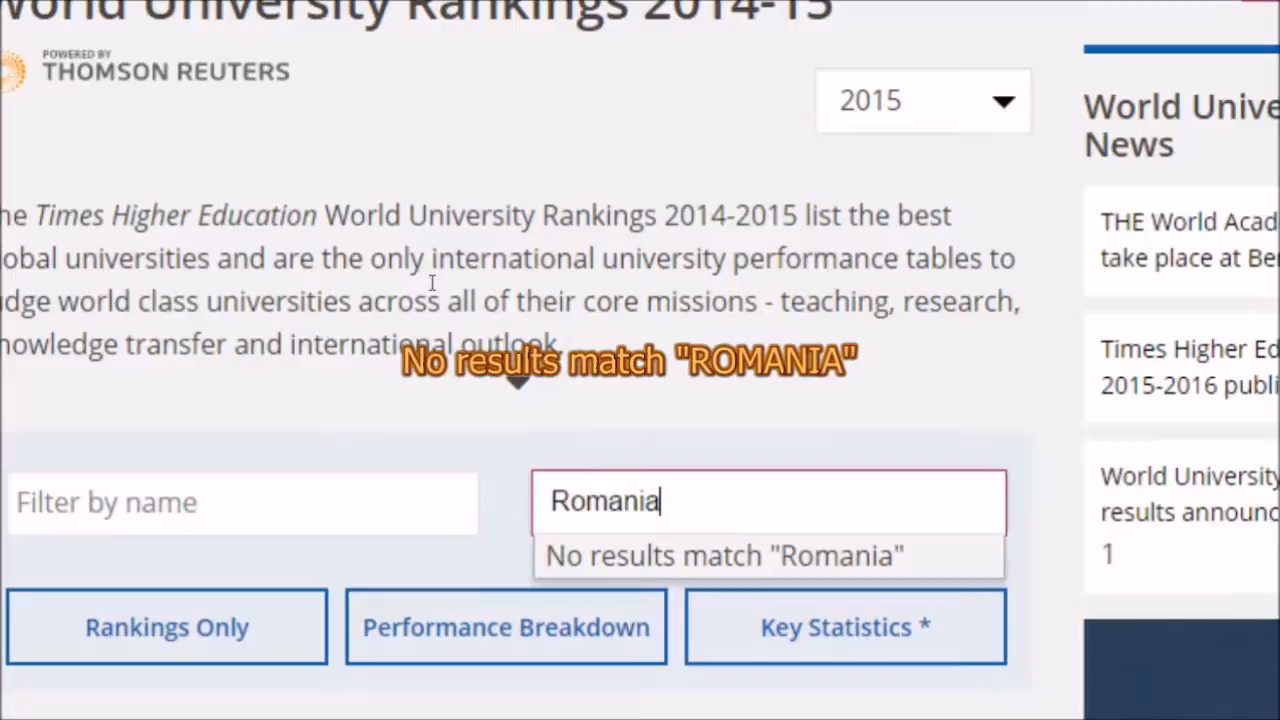 World University Rankings 2014-15
POWERED BY
THOMSON REUTERS
2015
he Times Higher Education World University Rankings 2014-2015 list the best
obal universities and are the only international university performance tables to
dge world class universities across all of their core missions - teaching, research,
nowledge transfer and international outlook.
No results match "ROMANIA"
Filter by name
Romania
No results match "Romania"
Rankings Only
Performance Breakdown
Key Statistics *
World Unive
News
THE World Acad
take place at Be
Times Higher Ed
2015-2016 publi
World University
results announc
1